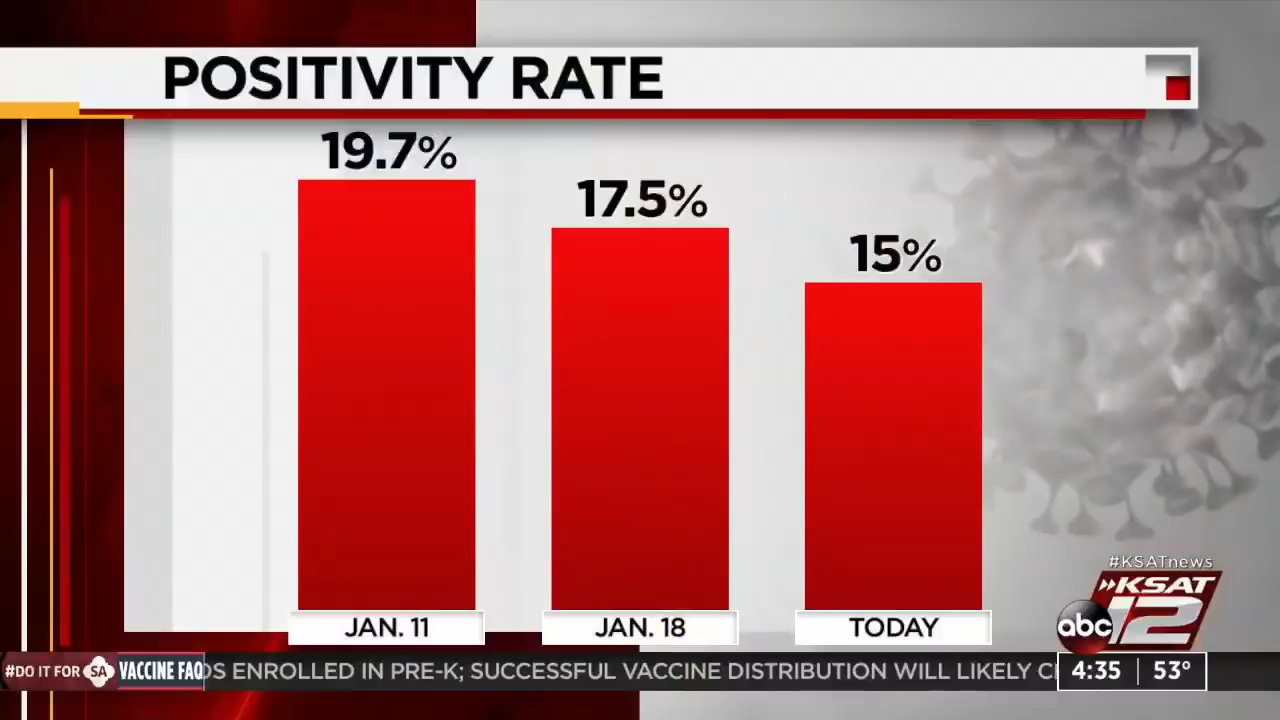 POSITIVITY RATE
19.7%
17.5%
15%
JAN. 11
JAN. 18
TODAY
#KSATnews
KSAT
abc 12
#DO IT FOR SA VACCINE FAQ
DS ENROLLED IN PRE-K; SUCCESSFUL VACCINE DISTRIBUTION WILL LIKELY
4:35 53°